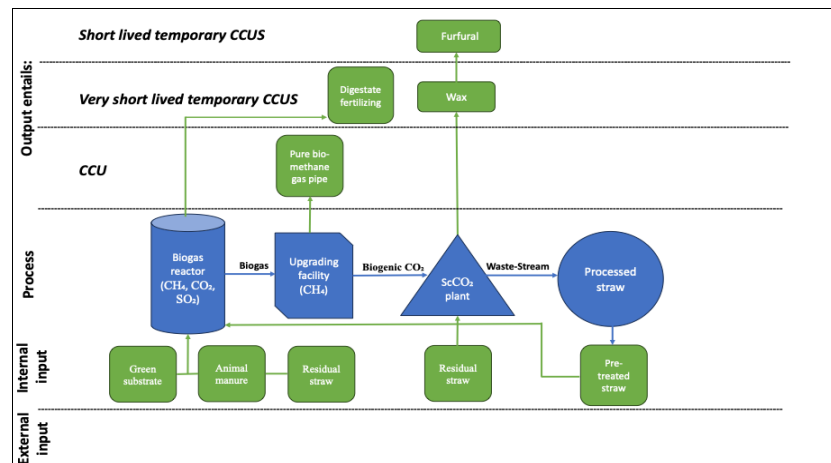 Output entails:
Short lived temporary CCUS
Furfural
Very short lived temporary CCUS
Digestate
fertilizing
Wax
CCU
Pure bio-
methane
gas pipe
Process
Biogas
reactor
(CH₄, CO₂,
SO₂)
Biogas
Upgrading
facility
(CH₄)
Biogenic CO₂
ScCO₂
plant
Waste-Stream
Processed
straw
Internal
input
Green
substrate
Animal
manure
Residual
straw
Residual
straw
Pre-
treated
straw
External
input